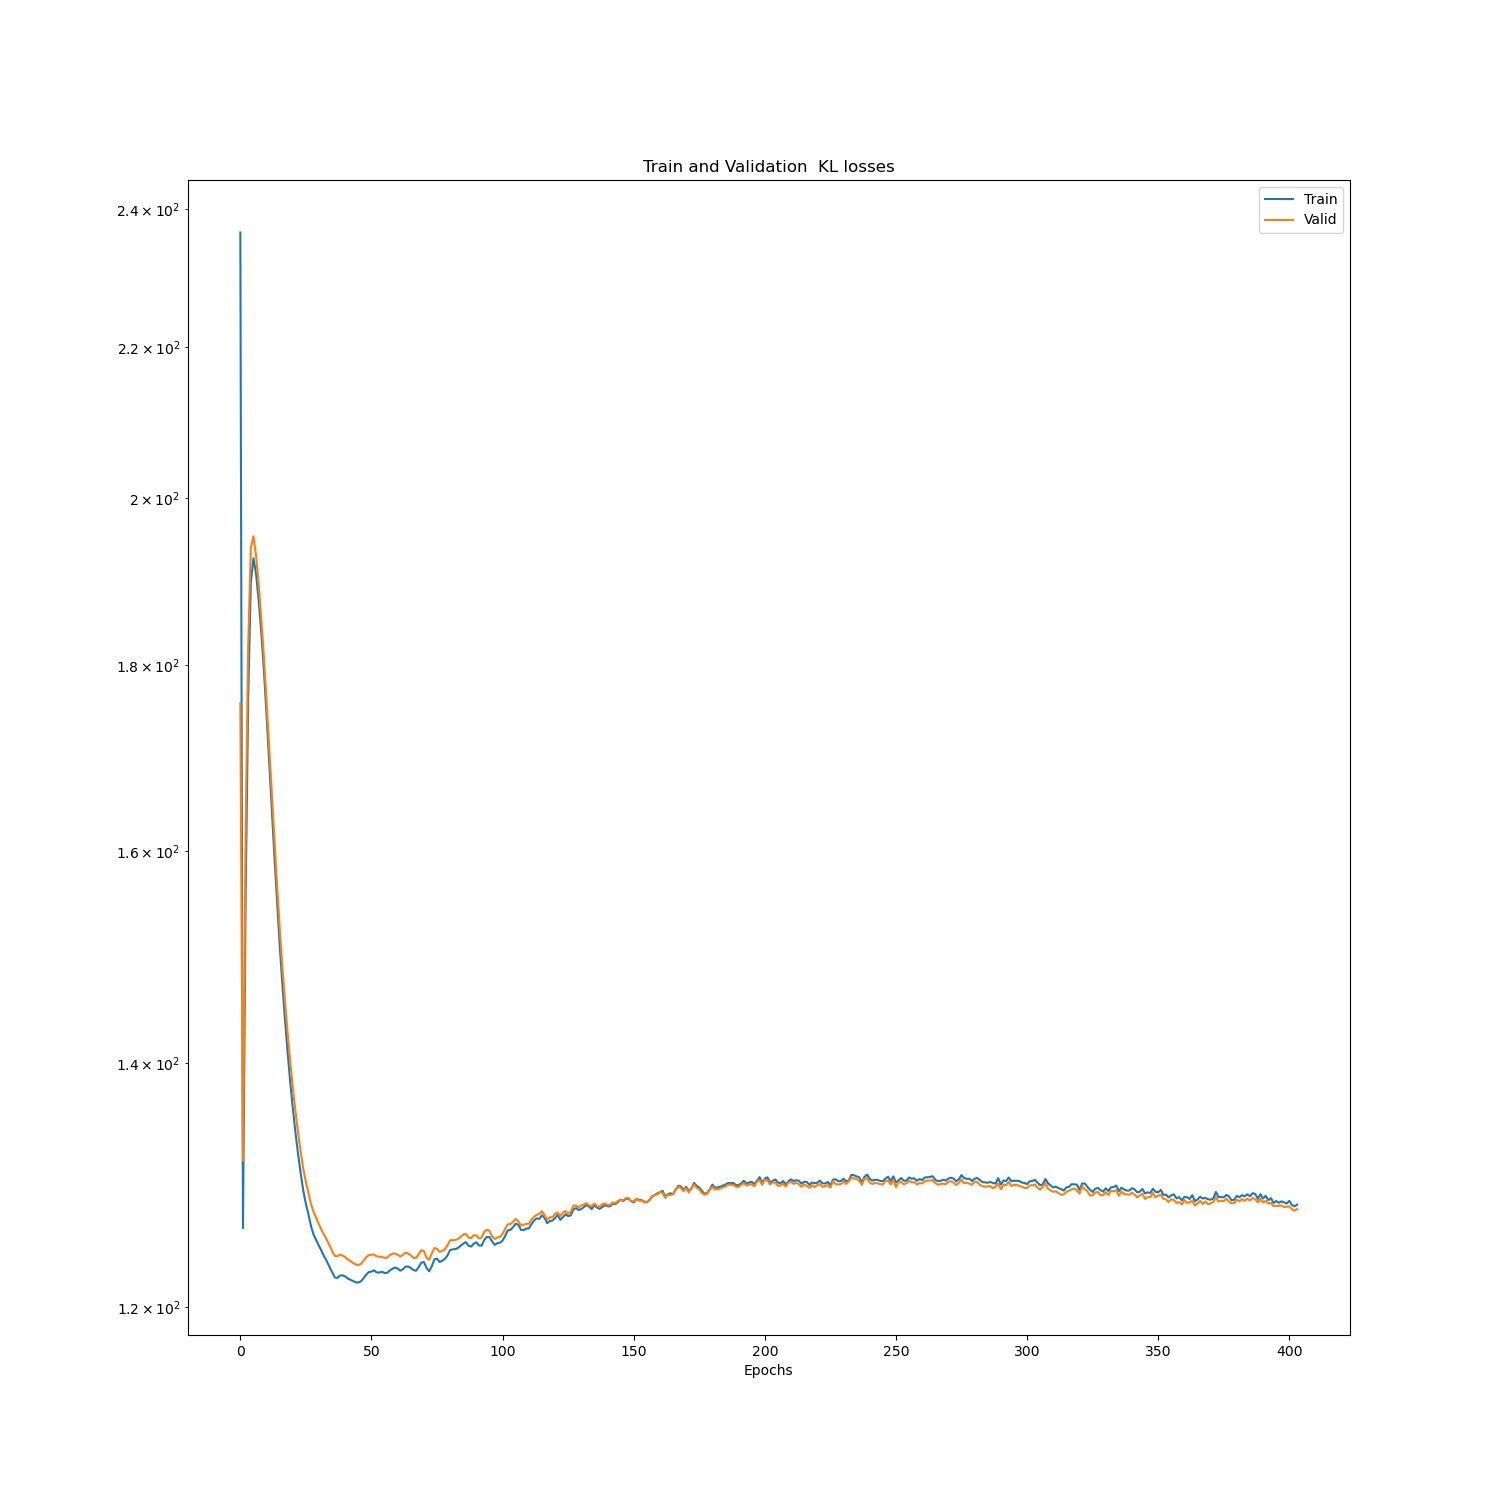 Train and Validation  KL losses
Train
Valid
2.4 × 10²
2.2 × 10²
2 × 10²
1.8 × 10²
1.6 × 10²
1.4 × 10²
1.2 × 10²
0 50 100 150 200 250 300 350 400
Epochs